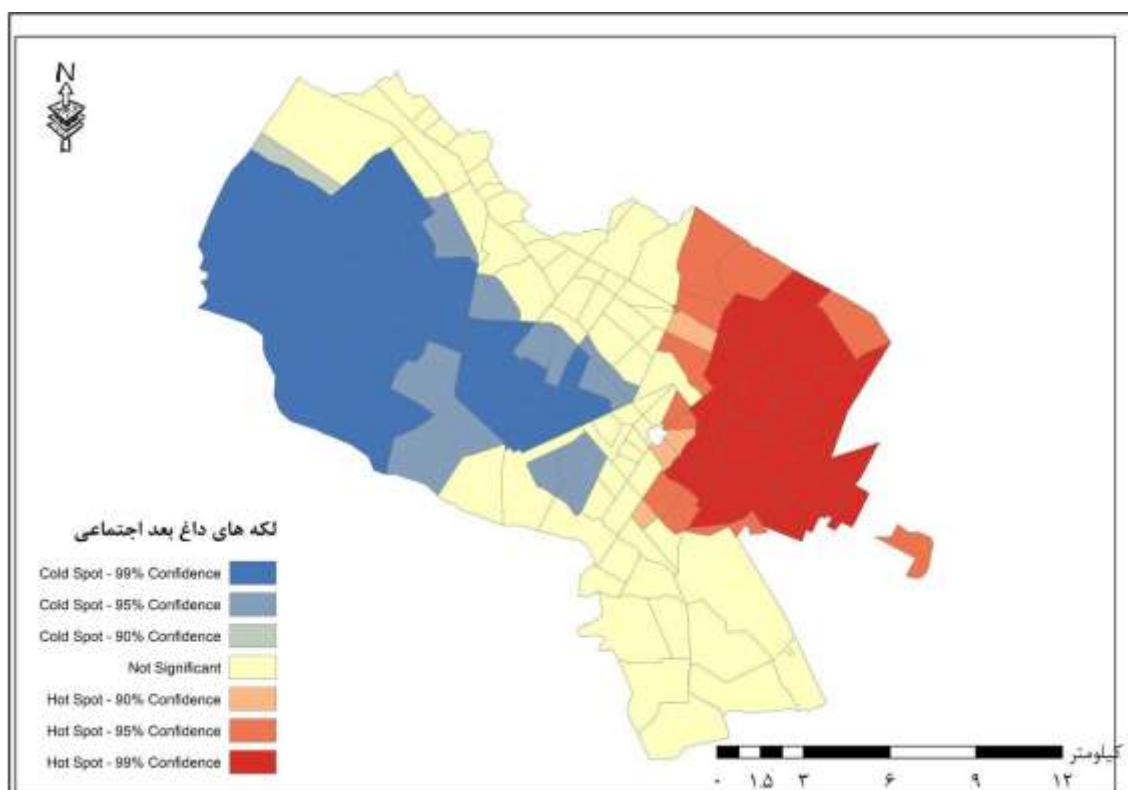 N
لکه های داغ بعد اجتماعی
Cold Spot - 99% Confidence
Cold Spot - 95% Confidence
Cold Spot - 90% Confidence
Not Significant
Hot Spot - 90% Confidence
Hot Spot - 95% Confidence
Hot Spot - 99% Confidence
کیلومتر
۰ ۱.۵ ۳ ۶ ۹ ۱۲